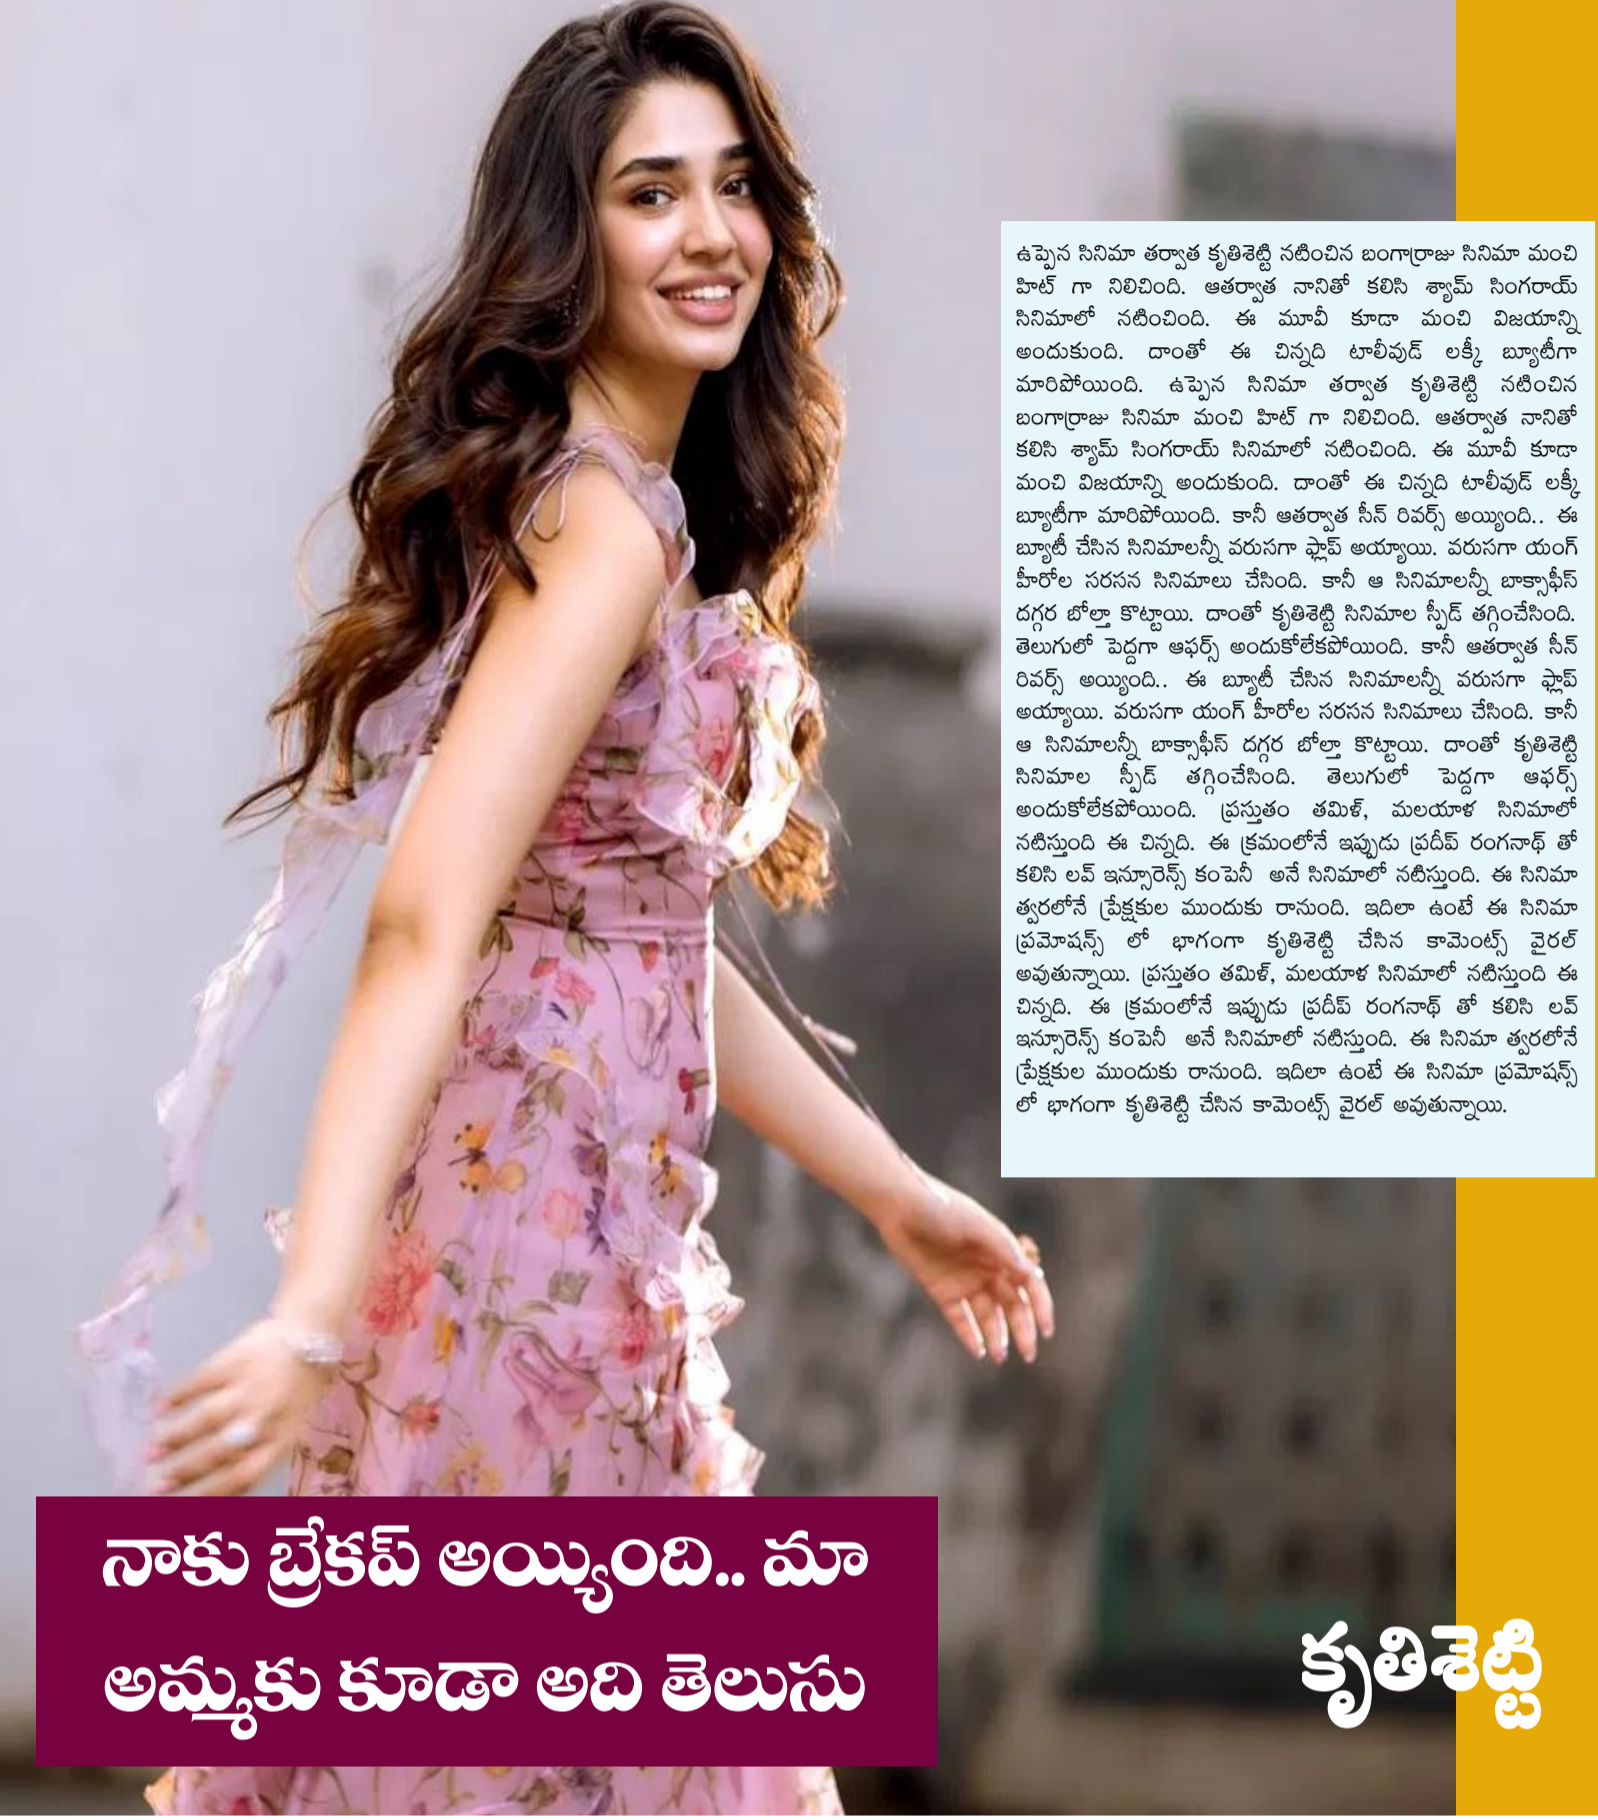 ఉప్పెన సినిమా తర్వాత కృతిశెట్టి నటించిన బంగార్రాజు సినిమా మంచి
హిట్ గా నిలిచింది. ఆతర్వాత నానితో కలిసి శ్యామ్ సింగరాయ్
సినిమాలో నటించింది. ఈ మూవీ కూడా మంచి విజయాన్ని
అందుకుంది. దాంతో ఈ చిన్నది టాలీవుడ్ లక్కీ బ్యూటీగా
మారిపోయింది. ఉప్పెన సినిమా తర్వాత కృతిశెట్టి నటించిన
బంగార్రాజు సినిమా మంచి హిట్ గా నిలిచింది. ఆతర్వాత నానితో
కలిసి శ్యామ్ సింగరాయ్ సినిమాలో నటించింది. ఈ మూవీ కూడా
మంచి విజయాన్ని అందుకుంది. దాంతో ఈ చిన్నది టాలీవుడ్ లక్కీ
బ్యూటీగా మారిపోయింది. కానీ ఆతర్వాత సీన్ రివర్స్ అయ్యింది.. ఈ
బ్యూటీ చేసిన సినిమాలన్నీ వరుసగా ఫ్లాప్ అయ్యాయి. వరుసగా యంగ్
హీరోల సరసన సినిమాలు చేసింది. కానీ ఆ సినిమాలన్నీ బాక్సాఫీస్
దగ్గర బోల్తా కొట్టాయి. దాంతో కృతిశెట్టి సినిమాల స్పీడ్ తగ్గించేసింది.
తెలుగులో పెద్దగా ఆఫర్స్ అందుకోలేకపోయింది. కానీ ఆతర్వాత సీన్
రివర్స్ అయ్యింది.. ఈ బ్యూటీ చేసిన సినిమాలన్నీ వరుసగా ఫ్లాప్
అయ్యాయి. వరుసగా యంగ్ హీరోల సరసన సినిమాలు చేసింది. కానీ
ఆ సినిమాలన్నీ బాక్సాఫీస్ దగ్గర బోల్తా కొట్టాయి. దాంతో కృతిశెట్టి
సినిమాల స్పీడ్ తగ్గించేసింది. తెలుగులో పెద్దగా ఆఫర్స్
అందుకోలేకపోయింది. ప్రస్తుతం తమిళ్, మలయాళ సినిమాలో
నటిస్తుంది ఈ చిన్నది. ఈ క్రమంలోనే ఇప్పుడు ప్రదీప్ రంగనాథ్ తో
కలిసి లవ్ ఇన్సూరెన్స్ కంపెనీ అనే సినిమాలో నటిస్తుంది. ఈ సినిమా
త్వరలోనే ప్రేక్షకుల ముందుకు రానుంది. ఇదిలా ఉంటే ఈ సినిమా
ప్రమోషన్స్ లో భాగంగా కృతిశెట్టి చేసిన కామెంట్స్ వైరల్
అవుతున్నాయి. ప్రస్తుతం తమిళ్, మలయాళ సినిమాలో నటిస్తుంది ఈ
చిన్నది. ఈ క్రమంలోనే ఇప్పుడు ప్రదీప్ రంగనాథ్ తో కలిసి లవ్
ఇన్సూరెన్స్ కంపెనీ అనే సినిమాలో నటిస్తుంది. ఈ సినిమా త్వరలోనే
ప్రేక్షకుల ముందుకు రానుంది. ఇదిలా ఉంటే ఈ సినిమా ప్రమోషన్స్
లో భాగంగా కృతిశెట్టి చేసిన కామెంట్స్ వైరల్ అవుతున్నాయి.
నాకు బ్రేకప్ అయ్యింది.. మా
అమ్మకు కూడా అది తెలుసు
కృతిశెట్టి